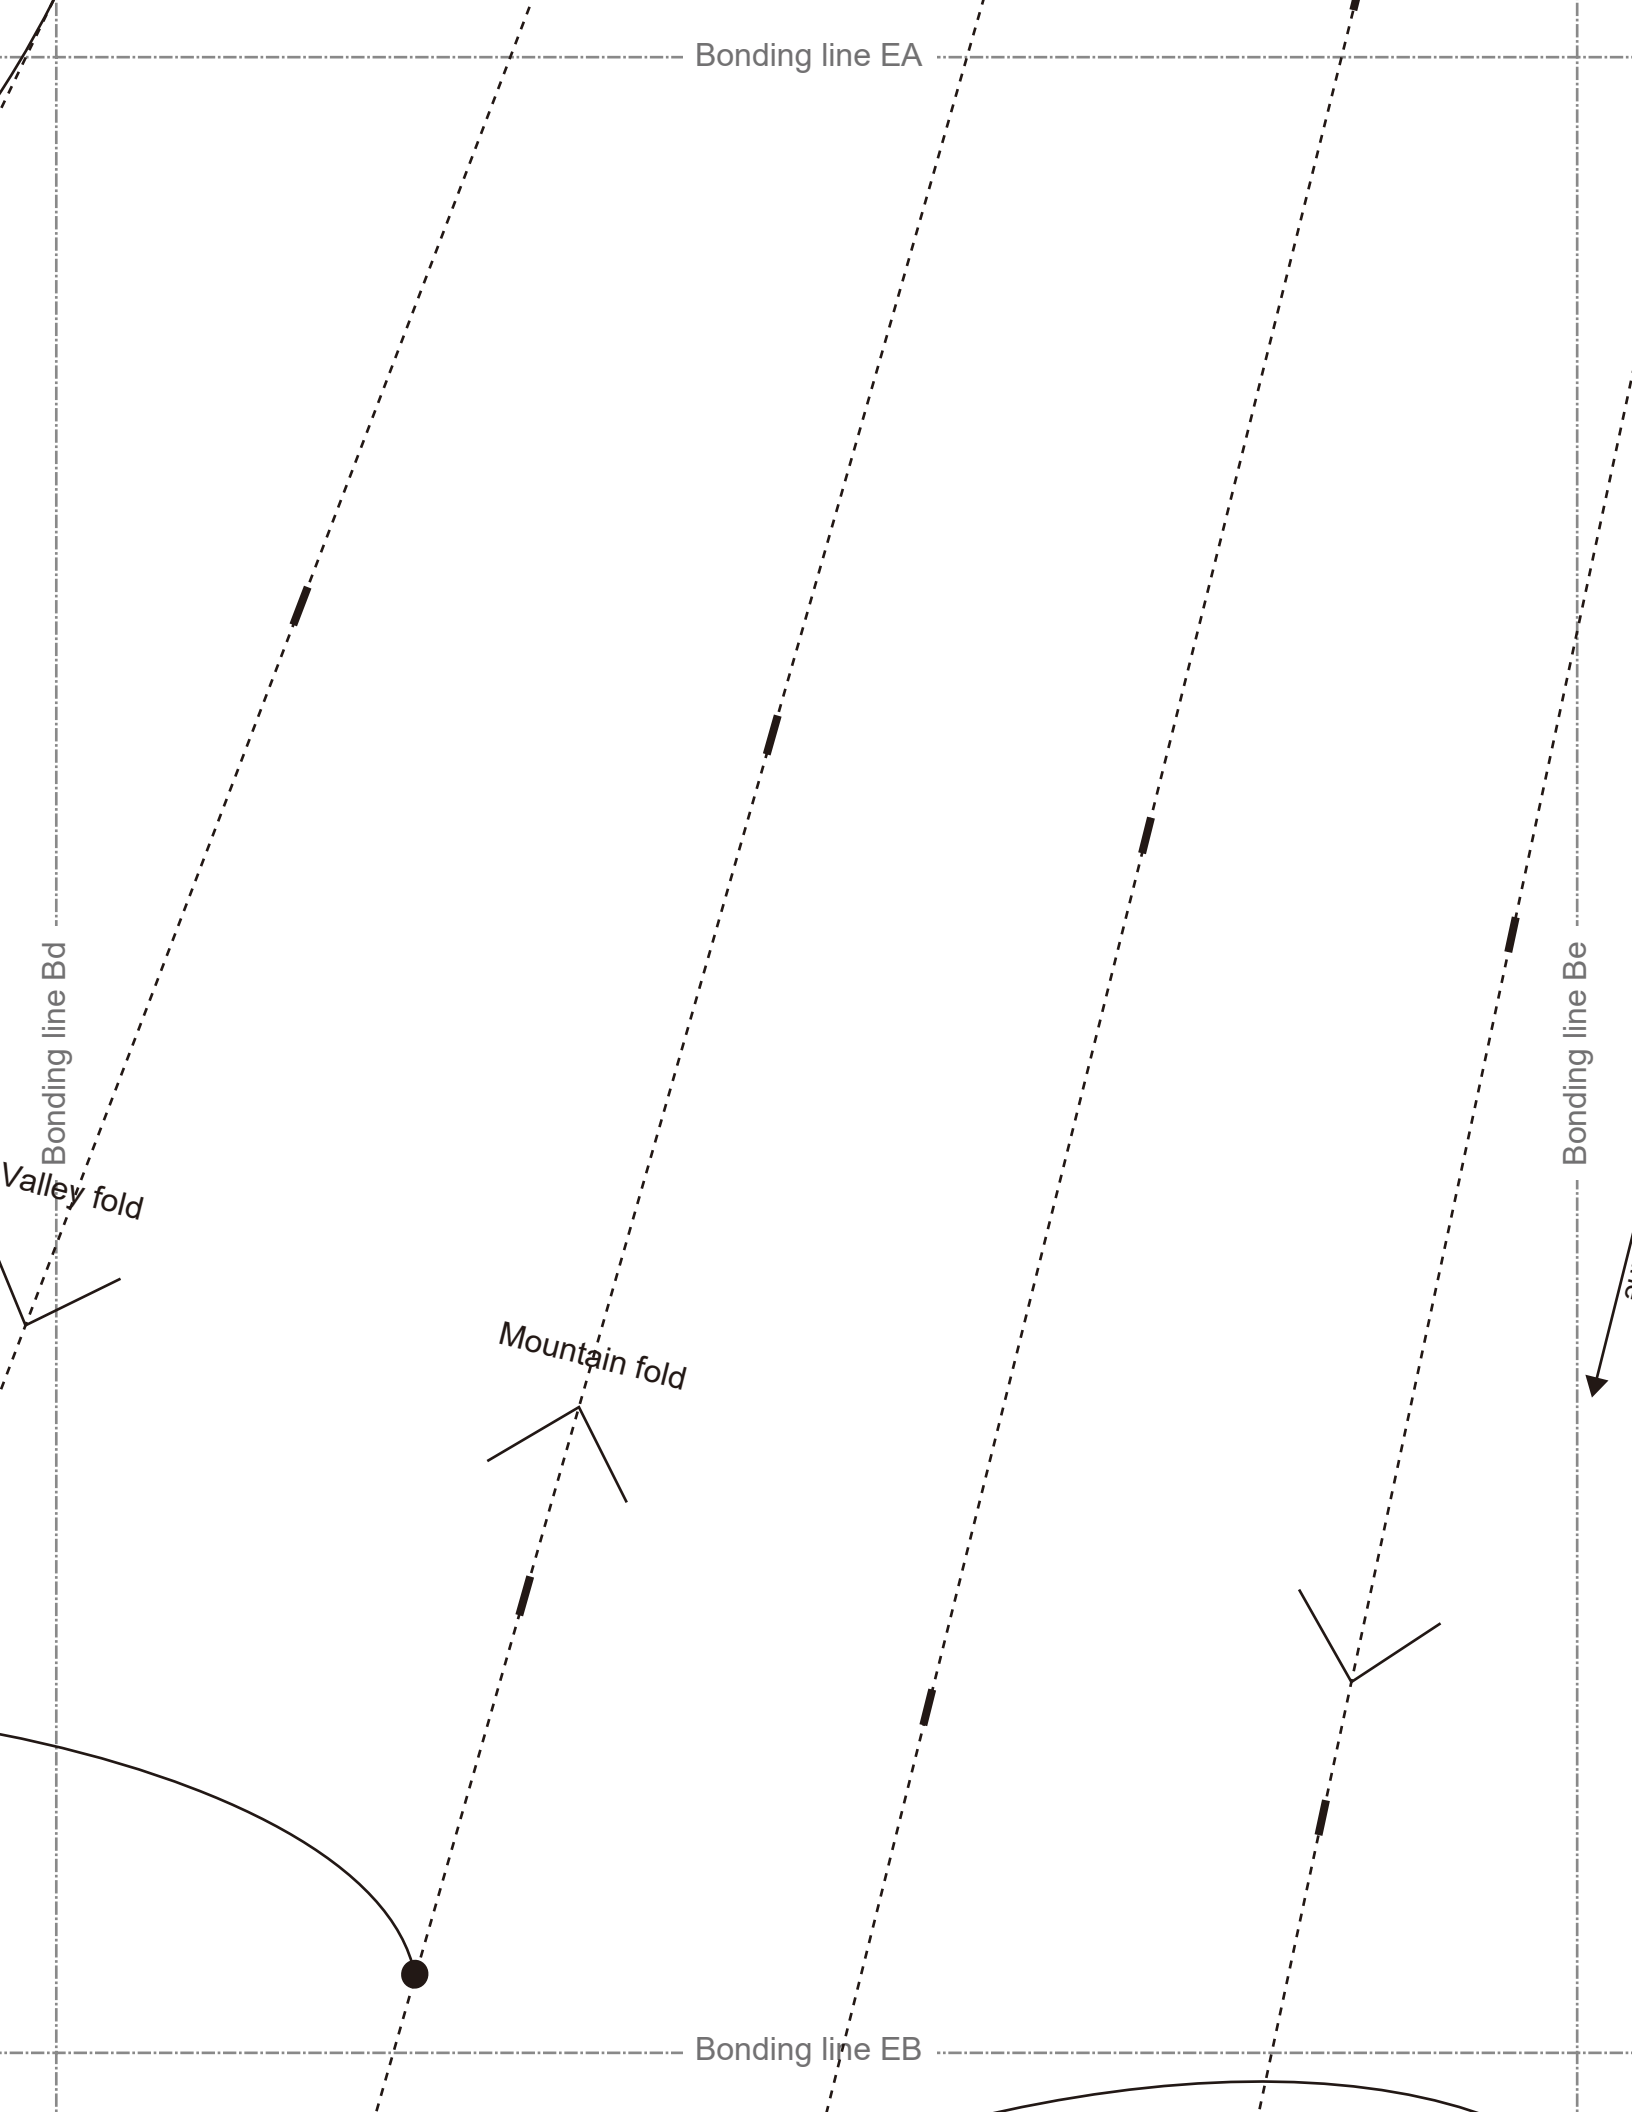 Bonding line EA
Bonding line Bd
Bonding line Be
Valley fold
Mountain fold
Bonding line EB